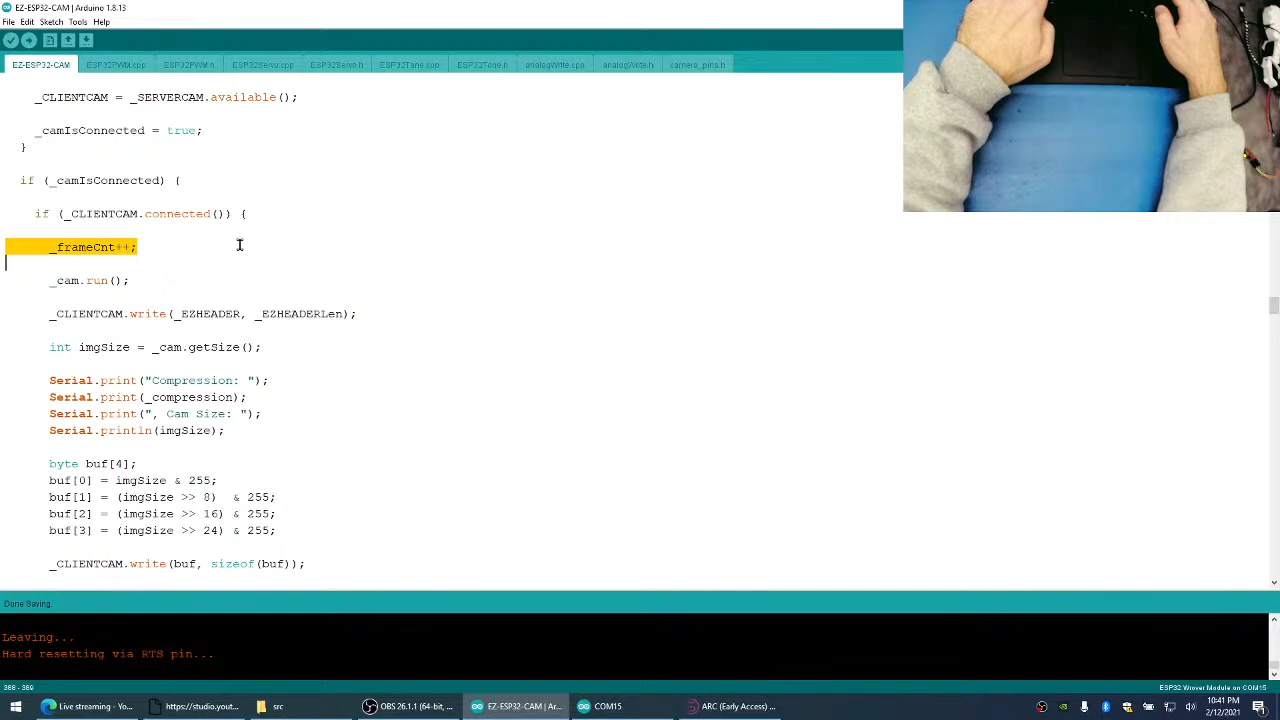 EZ-ESP32-CAM | Arduino 1.8.13
File Edit Sketch Tools Help
EZ-ESP32-CAM ESP32PWM.cpp ESP32PWM.h ESP32Servo.cpp ESP32Servo.h ESP32Tone.cpp ESP32Tone.h analogWrite.cpp analogWrite.h camera_pins.h
_CLIENTCAM = _SERVERCAM.available();
_camIsConnected = true;
}
if (_camIsConnected) {
if (_CLIENTCAM.connected()) {
_frameCnt++;
_cam.run();
_CLIENTCAM.write(_EZHEADER, _EZHEADERLen);
int imgSize = _cam.getSize();
Serial.print("Compression: ");
Serial.print(_compression);
Serial.print(", Cam Size: ");
Serial.println(imgSize);
byte buf[4];
buf[0] = imgSize & 255;
buf[1] = (imgSize >> 8)  & 255;
buf[2] = (imgSize >> 16) & 255;
buf[3] = (imgSize >> 24) & 255;
_CLIENTCAM.write(buf, sizeof(buf));
Done Saving.
Leaving...
Hard resetting via RTS pin...
388 - 389
ESP32 Wrover Module on COM15
Live streaming - Yo... https://studio.yout... src OBS 26.1.1 (64-bit, ... EZ-ESP32-CAM | Ar... COM15 ARC (Early Access) ...
10:41 PM
2/12/2021